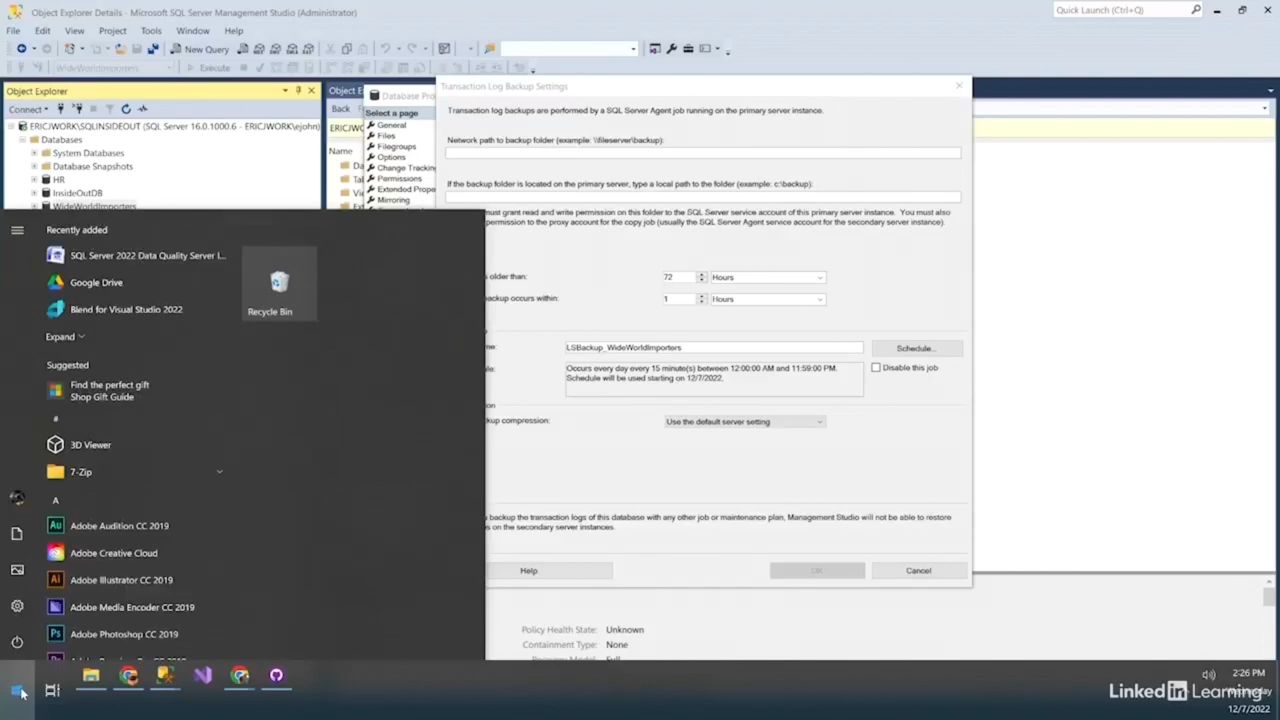 Object Explorer Details - Microsoft SQL Server Management Studio (Administrator)
Quick Launch (Ctrl+Q)
File Edit View Project Tools Window Help
New Query
WideWorldImporters
Execute
Object Explorer
Connect
ERICJWORK\SQLINSIDEOUT (SQL Server 16.0.1000.6 - ERICJWORK\ejohn)
Databases
System Databases
Database Snapshots
HR
InsideOutDB
WideWorldImporters
Object E
Back
ERICJW
Name
Database Pro
Select a page
General
Files
Filegroups
Options
Change Tracking
Permissions
Extended Prope
Mirroring
Transaction Log Backup Settings
Transaction log backups are performed by a SQL Server Agent job running on the primary server instance.
Network path to backup folder (example: \\fileserver\backup):
If the backup folder is located on the primary server, type a local path to the folder (example: c:\backup):
must grant read and write permission on this folder to the SQL Server service account of this primary server instance. You must also
permission to the proxy account for the copy job (usually the SQL Server Agent service account for the secondary server instance).
older than:
72
Hours
backup occurs within:
1
Hours
LSBackup_WideWorldImporters
Schedule...
Occurs every day every 15 minute(s) between 12:00:00 AM and 11:59:00 PM.
Schedule will be used starting on 12/7/2022.
Disable this job
compression:
Use the default server setting
backup the transaction logs of this database with any other job or maintenance plan, Management Studio will not be able to restore
on the secondary server instances.
Help
OK
Cancel
Policy Health State: Unknown
Containment Type: None
Recently added
SQL Server 2022 Data Quality Server I...
Google Drive
Blend for Visual Studio 2022
Expand
Suggested
Find the perfect gift
Shop Gift Guide
#
3D Viewer
7-Zip
A
Adobe Audition CC 2019
Adobe Creative Cloud
Adobe Illustrator CC 2019
Adobe Media Encoder CC 2019
Adobe Photoshop CC 2019
Recycle Bin
2:26 PM
Wednesday
12/7/2022
LinkedIn Learning